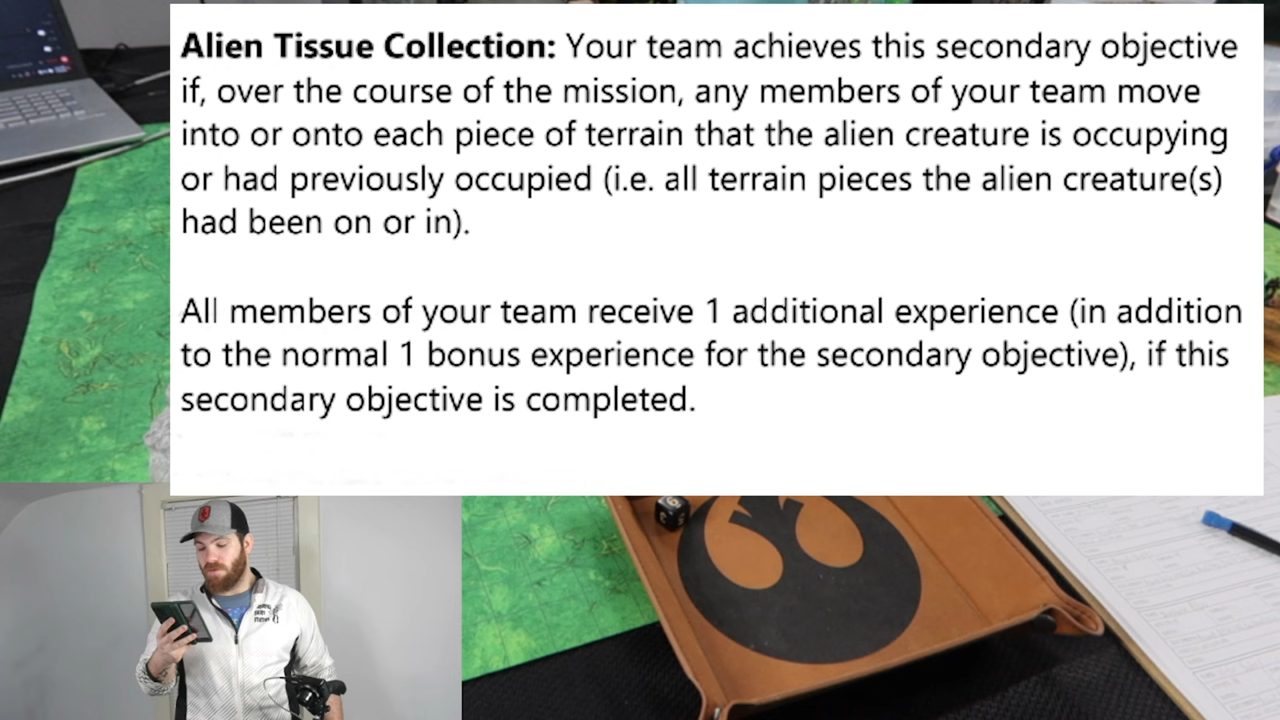 Alien Tissue Collection: Your team achieves this secondary objective
if, over the course of the mission, any members of your team move
into or onto each piece of terrain that the alien creature is occupying
or had previously occupied (i.e. all terrain pieces the alien creature(s)
had been on or in).
All members of your team receive 1 additional experience (in addition
to the normal 1 bonus experience for the secondary objective), if this
secondary objective is completed.